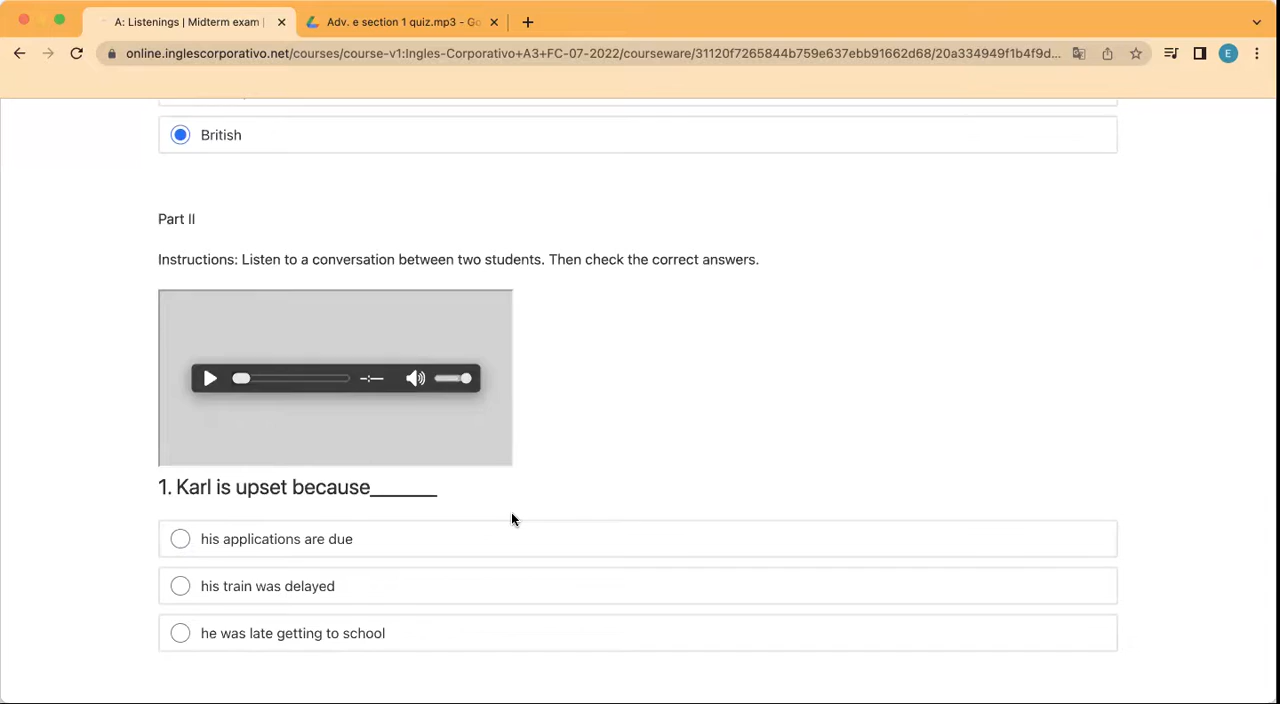 A: Listenings | Midterm exam |
Adv. e section 1 quiz.mp3 - Go
online.inglescorporativo.net/courses/course-v1:Ingles-Corporativo+A3+FC-07-2022/courseware/31120f7265844b759e637ebb91662d68/20a334949f1b4f9d...
E
British
Part II
Instructions: Listen to a conversation between two students. Then check the correct answers.
--:--
1. Karl is upset because_______
his applications are due
his train was delayed
he was late getting to school